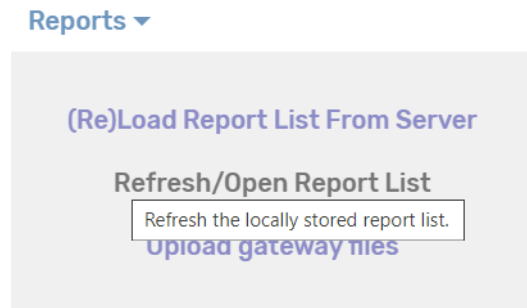 Reports
(Re)Load Report List From Server
Refresh/Open Report List
Refresh the locally stored report list.
Upload gateway files